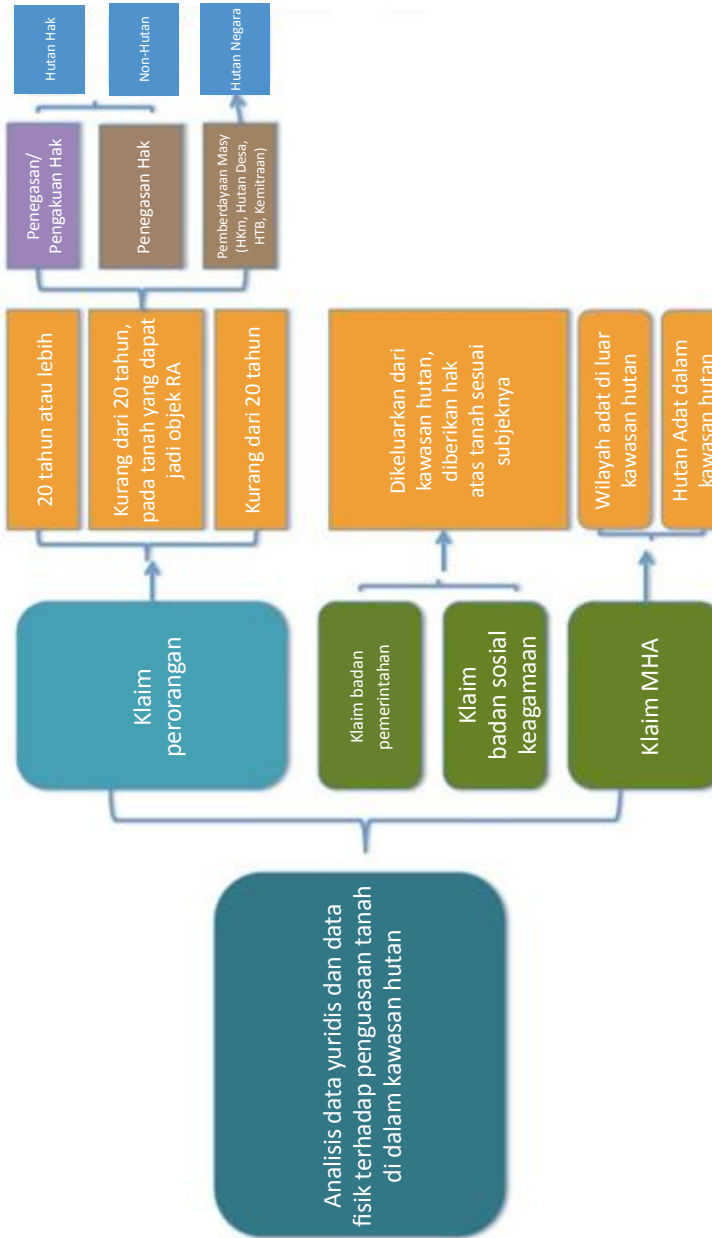 Analisis data yuridis dan data
fisik terhadap penguasaan tanah
di dalam kawasan hutan
Klaim
perorangan
Klaim badan
pemerintahan
Klaim
badan sosial
keagamaan
Klaim MHA
20 tahun atau lebih
Kurang dari 20 tahun,
pada tanah yang dapat
jadi objek RA
Kurang dari 20 tahun
Dikeluarkan dari
kawasan hutan,
diberikan hak
atas tanah sesuai
subjeknya
Wilayah adat di luar
kawasan hutan
Hutan Adat dalam
kawasan hutan
Penegasan/
Pengakuan Hak
Penegasan Hak
Pemberdayaan Masy
(HKm, Hutan Desa,
HTB, Kemitraan)
Hutan Hak
Non-Hutan
Hutan Negara